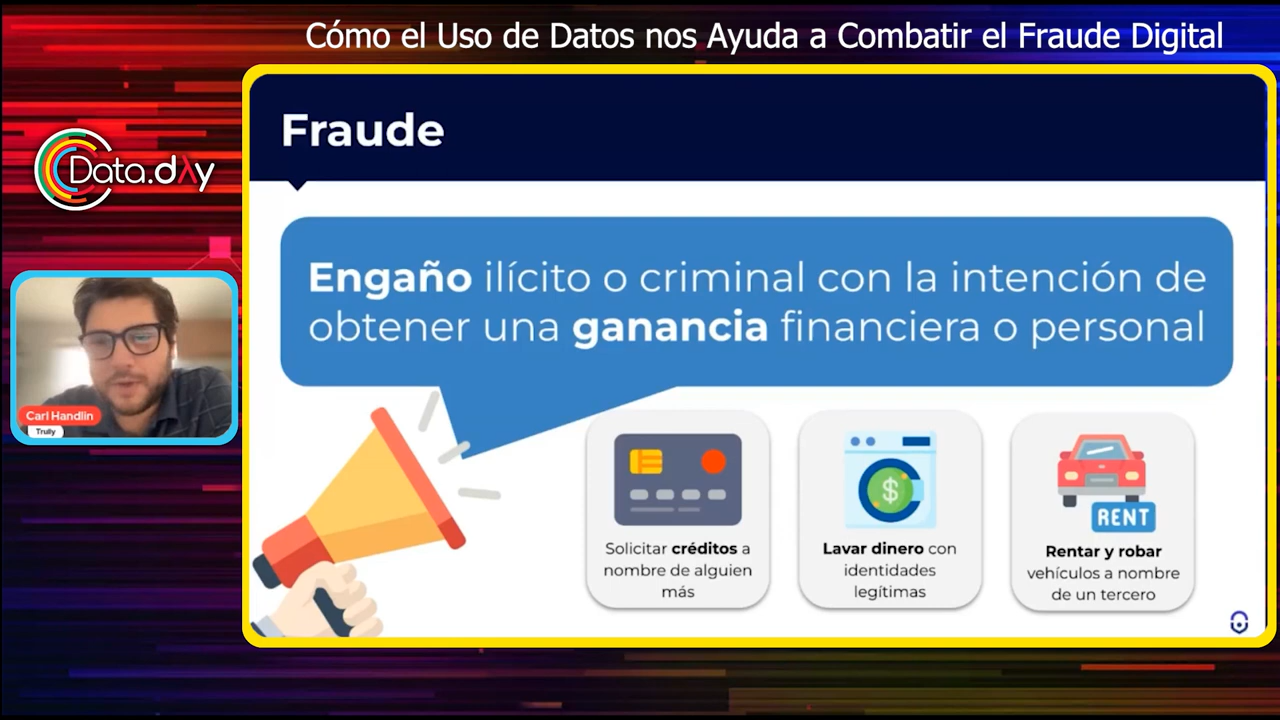 Cómo el Uso de Datos nos Ayuda a Combatir el Fraude Digital
Data.dλy
Carl Handlin
Trully
Fraude
Engaño ilícito o criminal con la intención de
obtener una ganancia financiera o personal
Solicitar créditos a
nombre de alguien
más
$
Lavar dinero con
identidades
legítimas
RENT
Rentar y robar
vehículos a nombre
de un tercero